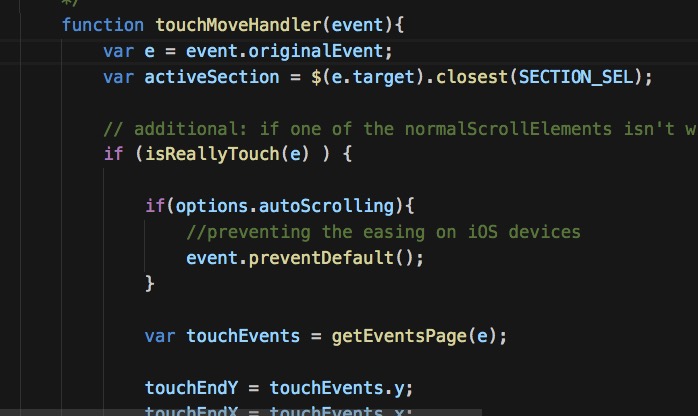 */
function touchMoveHandler(event){
var e = event.originalEvent;
var activeSection = $(e.target).closest(SECTION_SEL);
// additional: if one of the normalScrollElements isn't w
if (isReallyTouch(e) ) {
if(options.autoScrolling){
//preventing the easing on iOS devices
event.preventDefault();
}
var touchEvents = getEventsPage(e);
touchEndY = touchEvents.y;
touchEndX = touchEvents.x;